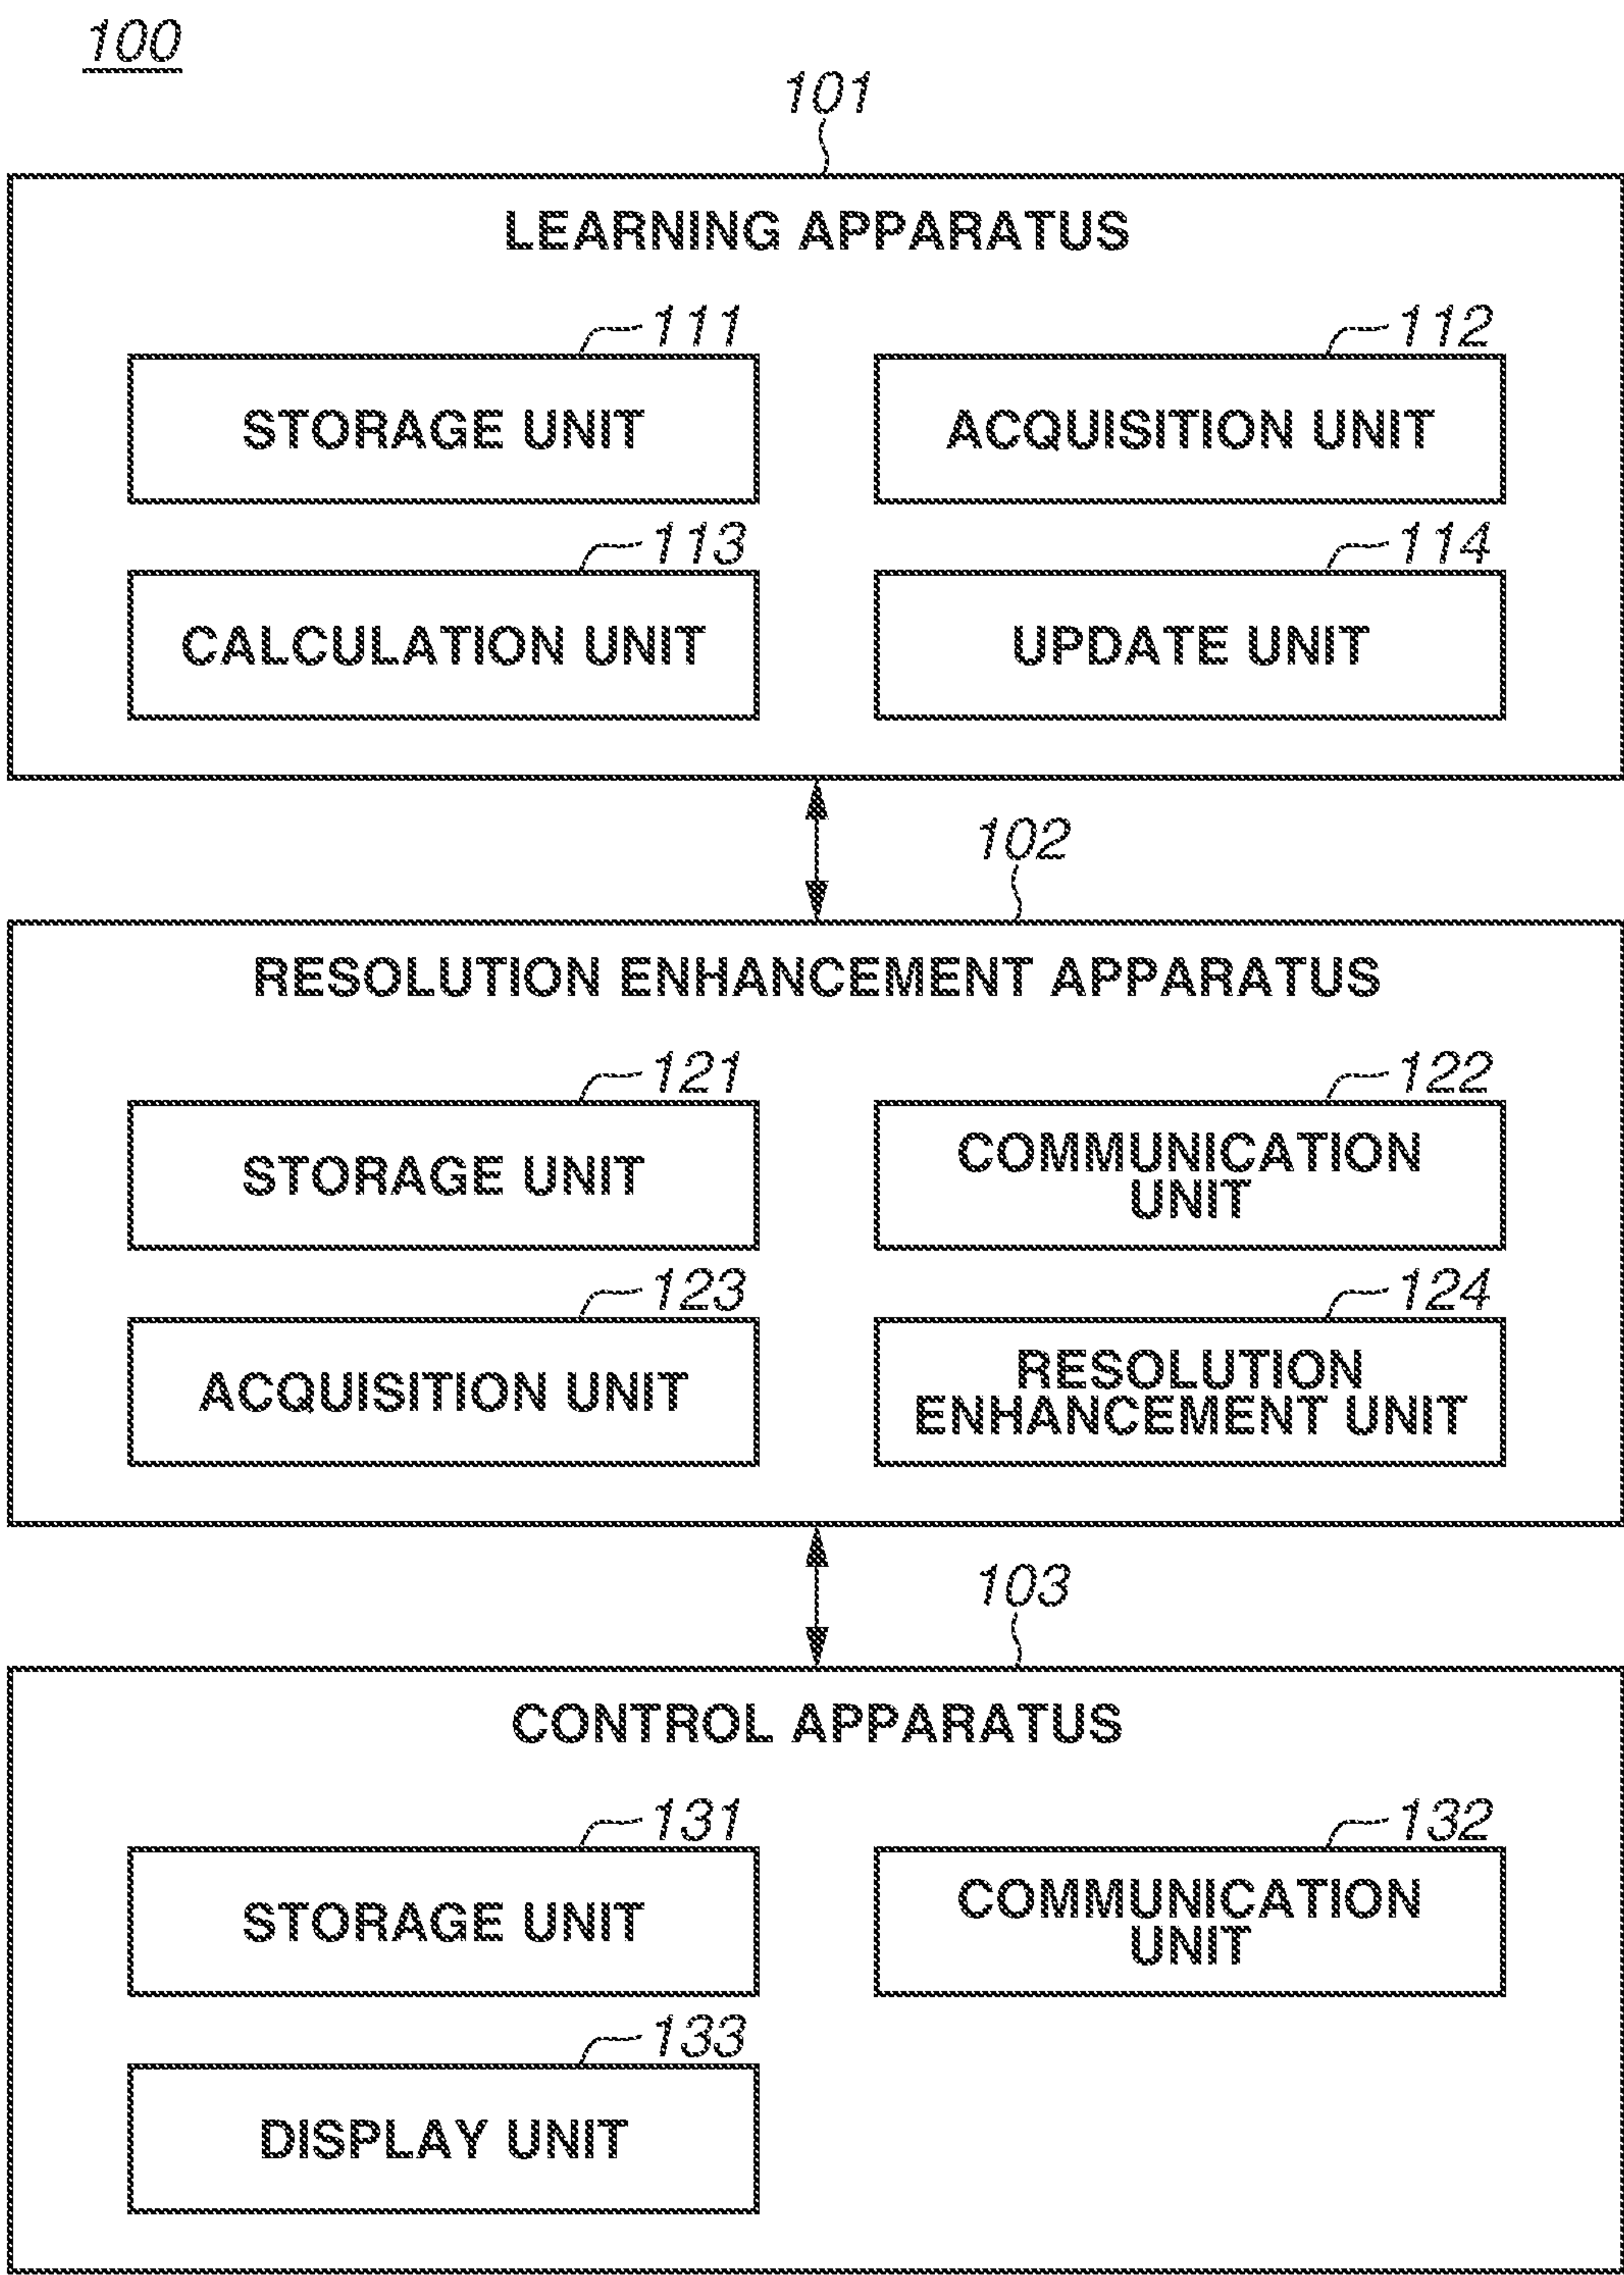 100
101
LEARNING APPARATUS
111
112
STORAGE UNIT
ACQUISITION UNIT
113
114
CALCULATION UNIT
UPDATE UNIT
102
RESOLUTION ENHANCEMENT APPARATUS
121
122
STORAGE UNIT
COMMUNICATION
UNIT
123
124
ACQUISITION UNIT
RESOLUTION
ENHANCEMENT UNIT
103
CONTROL APPARATUS
131
132
STORAGE UNIT
COMMUNICATION
UNIT
133
DISPLAY UNIT